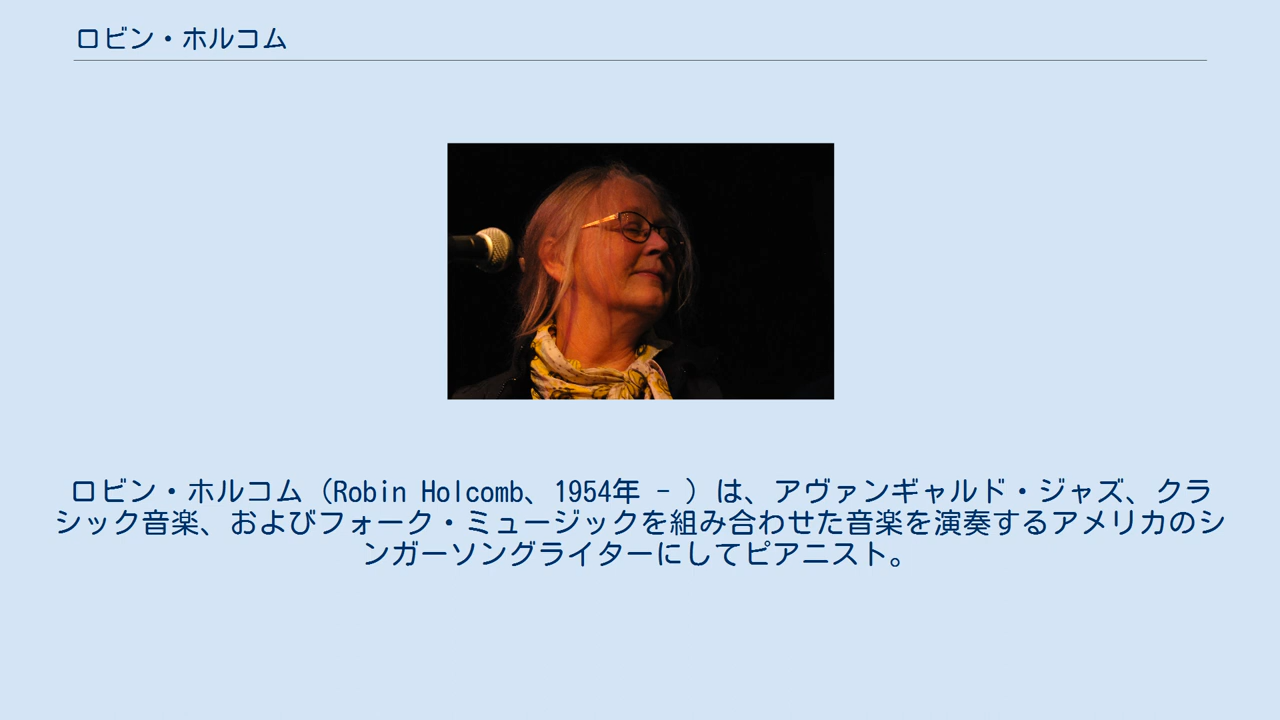 ロビン・ホルコム
ロビン・ホルコム（Robin Holcomb、1954年 - ）は、アヴァンギャルド・ジャズ、クラ
シック音楽、およびフォーク・ミュージックを組み合わせた音楽を演奏するアメリカのシ
ンガーソングライターにしてピアニスト。